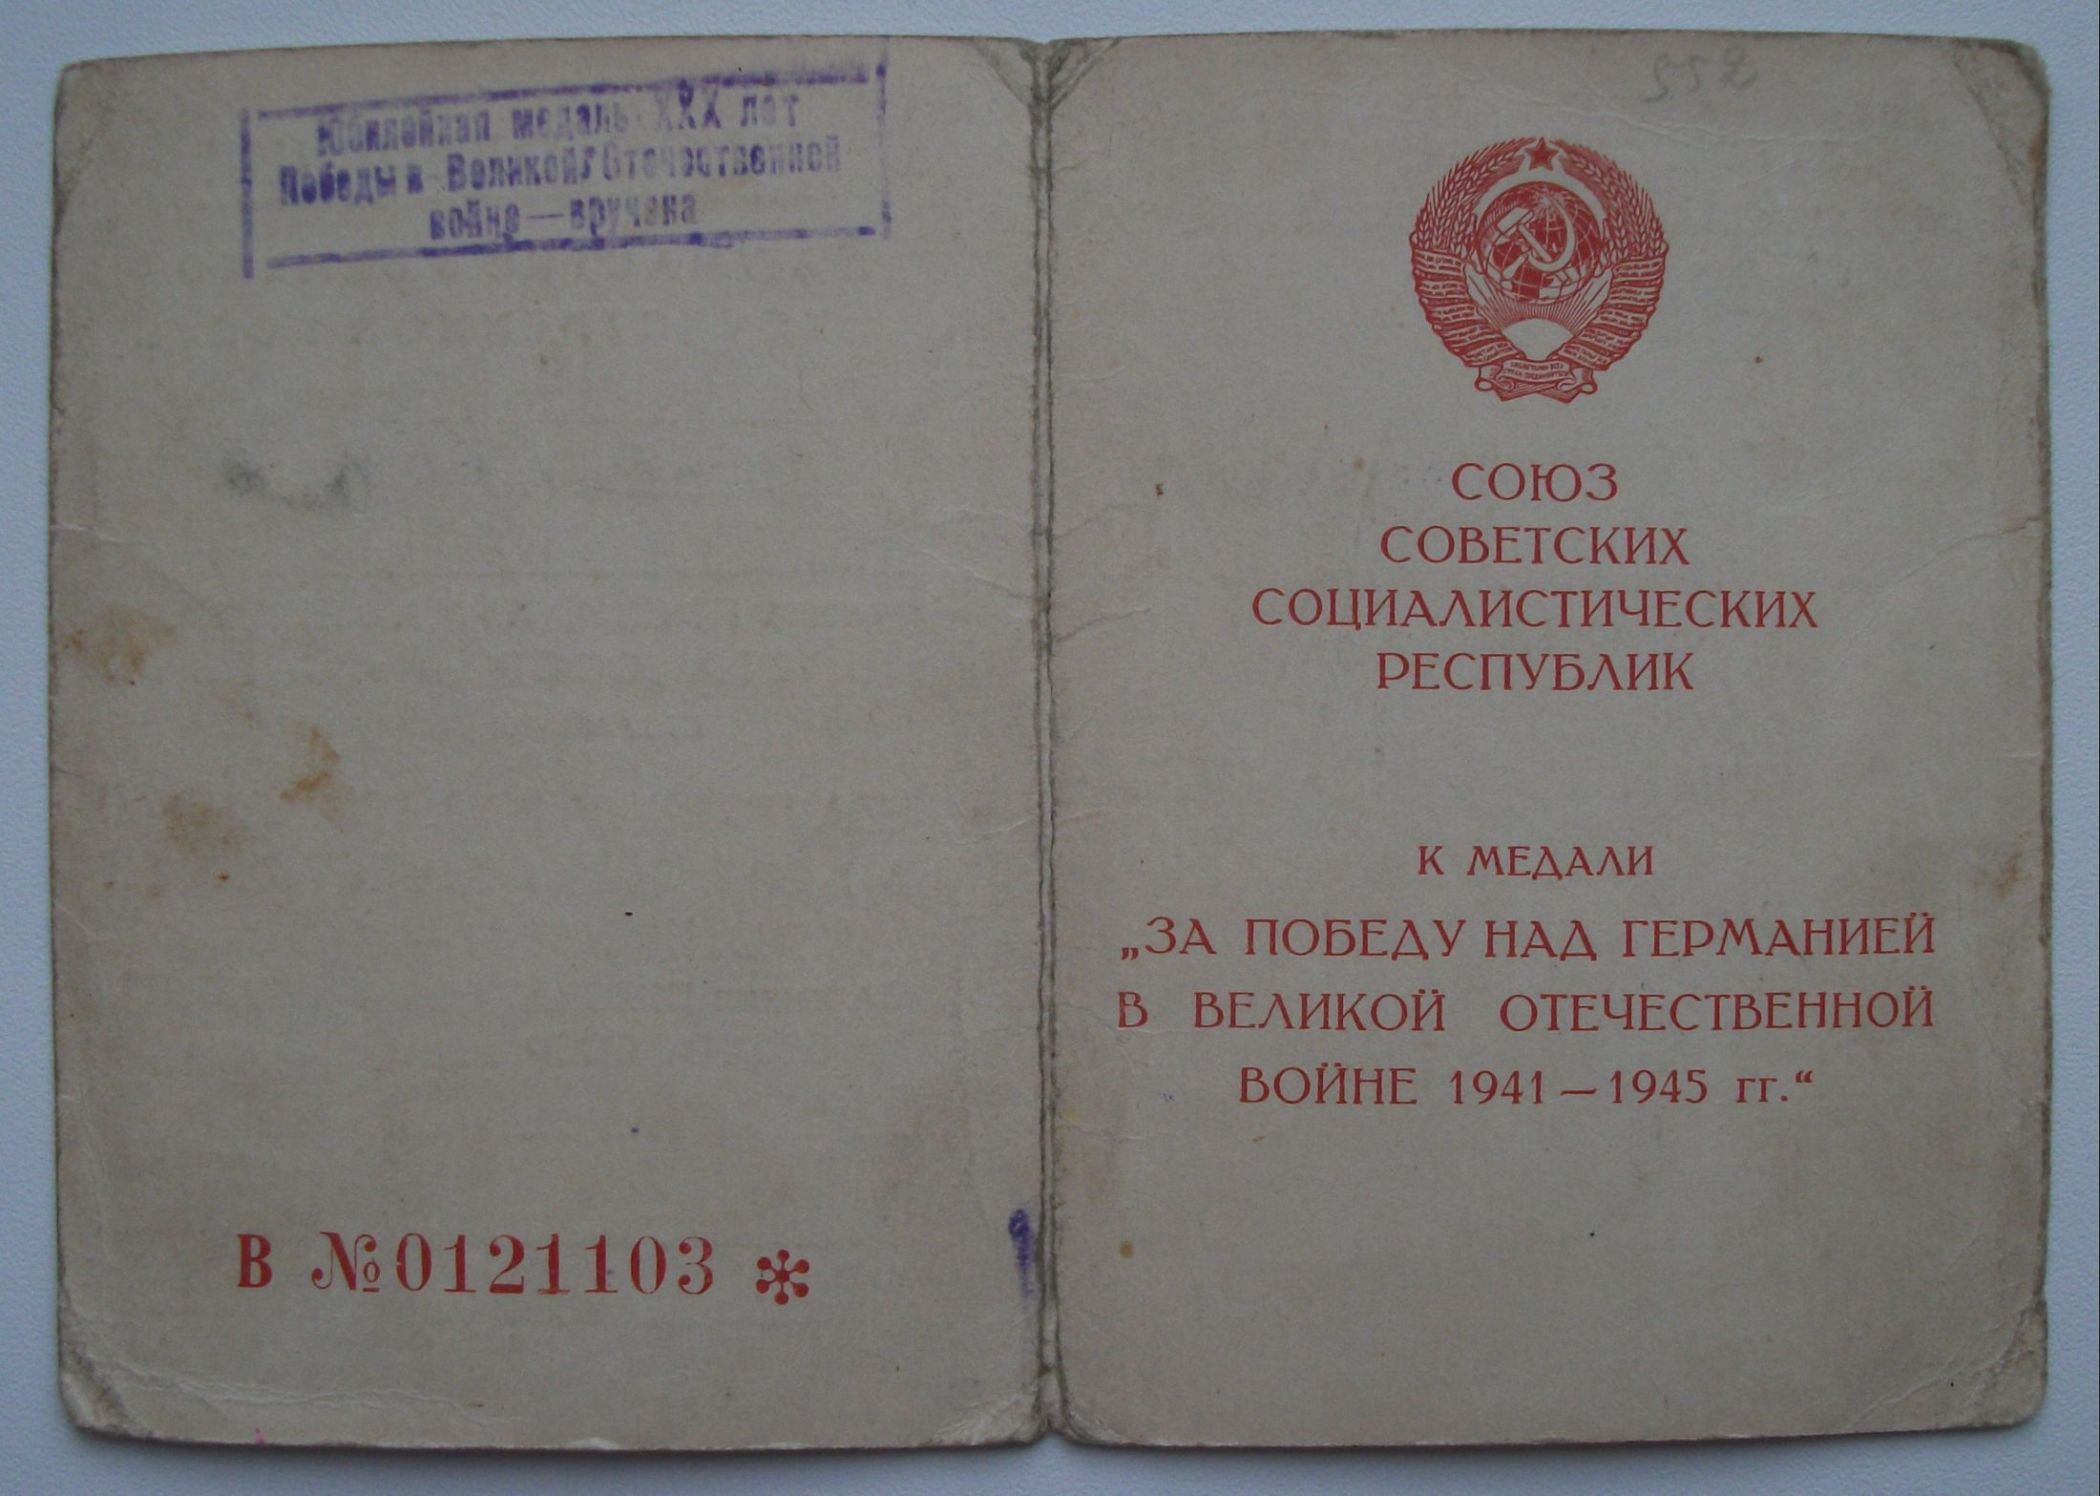 Юбилейная медаль XXX лет
Победы в Великой Отечественной
войне — вручена
В №0121103 *
552
СОЮЗ
СОВЕТСКИХ
СОЦИАЛИСТИЧЕСКИХ
РЕСПУБЛИК
К МЕДАЛИ
„ЗА ПОБЕДУ НАД ГЕРМАНИЕЙ
В ВЕЛИКОЙ ОТЕЧЕСТВЕННОЙ
ВОЙНЕ 1941 — 1945 гг.“